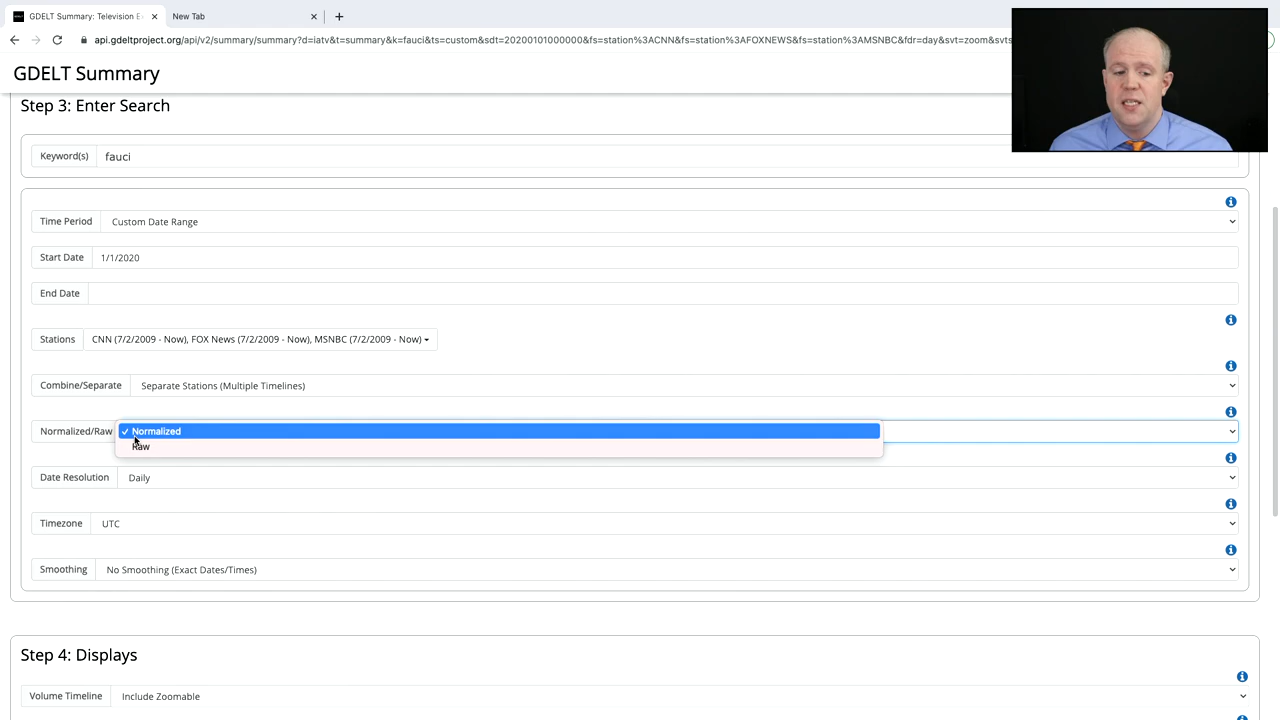 GDELT Summary: Television E
New Tab
api.gdeltproject.org/api/v2/summary/summary?d=iatv&t=summary&k=fauci&ts=custom&sdt=20200101000000&fs=station%3ACNN&fs=station%3AFOXNEWS&fs=station%3AMSNBC&fdr=day&svt=zoom&svts
GDELT Summary
Step 3: Enter Search
Keyword(s) fauci
Time Period Custom Date Range
Start Date 1/1/2020
End Date
Stations CNN (7/2/2009 - Now), FOX News (7/2/2009 - Now), MSNBC (7/2/2009 - Now)
Combine/Separate Separate Stations (Multiple Timelines)
Normalized/Raw ✓ Normalized
Raw
Date Resolution Daily
Timezone UTC
Smoothing No Smoothing (Exact Dates/Times)
Step 4: Displays
Volume Timeline Include Zoomable